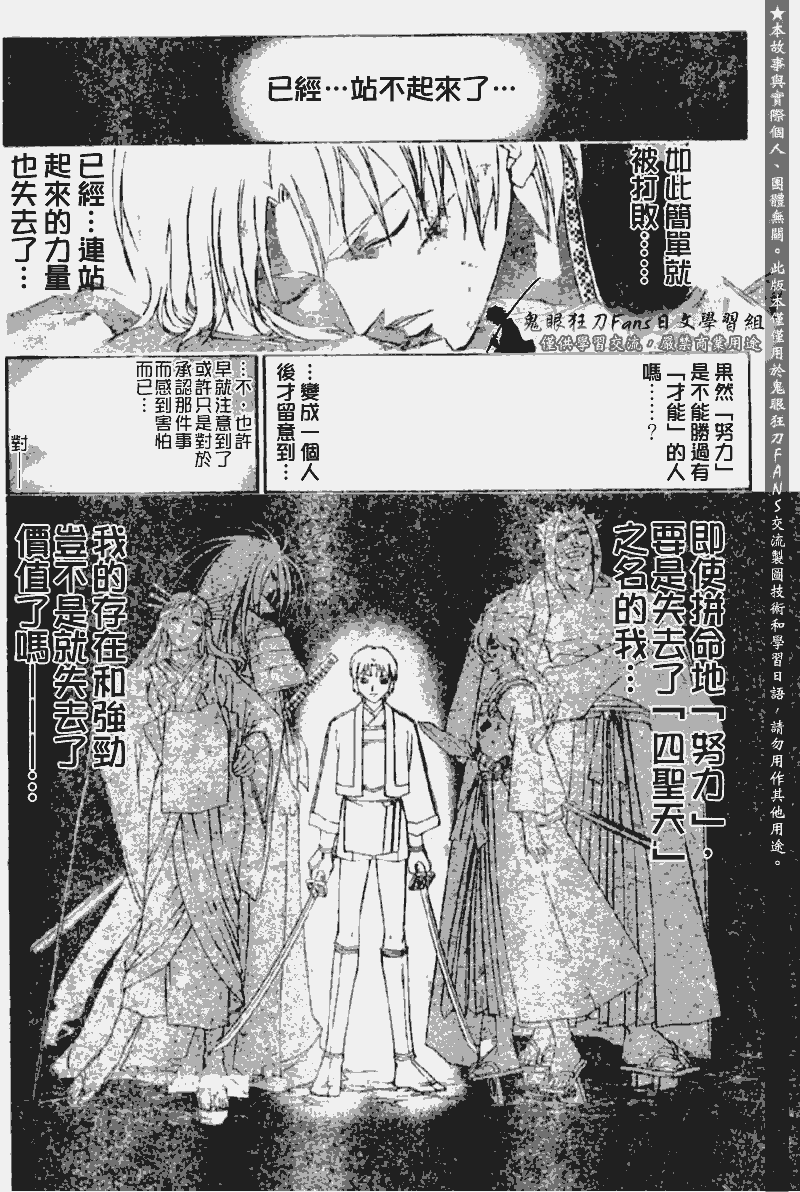 已經…站不起來了…
如此簡單就
被打敗……
已經…連站
起來的力量
也失去了…
鬼眼狂刀Fans日文學習組
僅供學習交流，嚴禁商業用途
果然「努力」
是不能勝過有
「才能」的人
嗎……?
…變成一個人
後才留意到…
…不，也許
早就注意到了
或許只是對於
承認那件事
而感到害怕
而已…
對——
即使拼命地「努力」，
要是失去了「四聖天」
之名的我…
我的存在和強勁
豈不是就失去了
價值了嗎———…
★本故事與實際個人、團體無關。此版本僅僅用於鬼眼狂刀FANS交流製圖技術和學習日語，請勿用作其他用途。